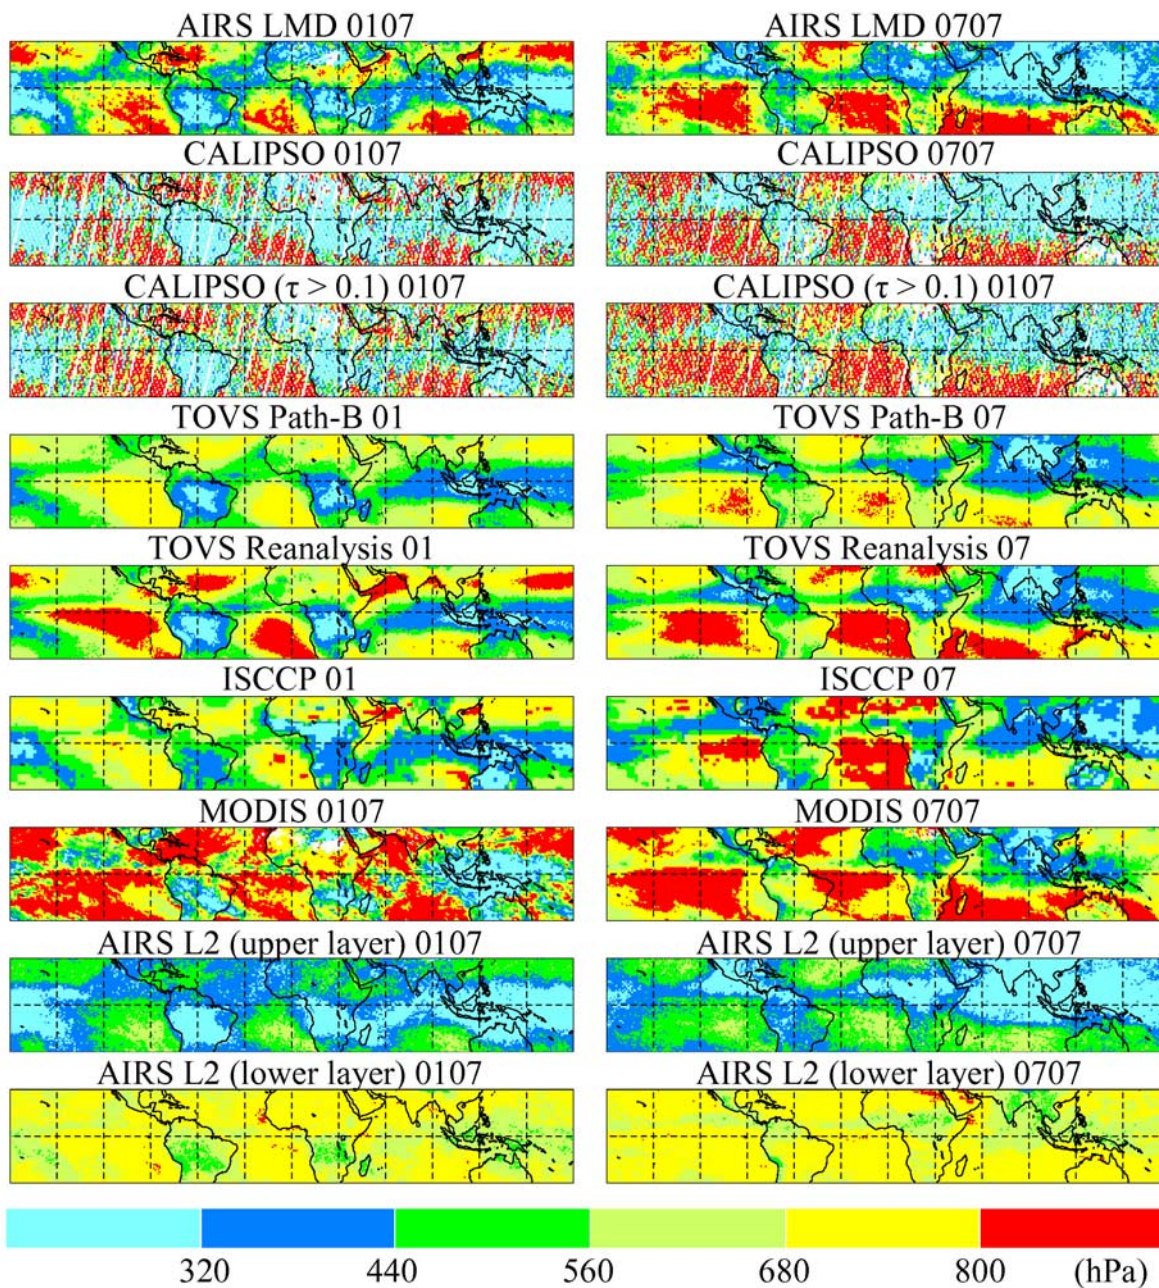 AIRS LMD 0107 AIRS LMD 0707
CALIPSO 0107 CALIPSO 0707
CALIPSO (τ > 0.1) 0107 CALIPSO (τ > 0.1) 0107
TOVS Path-B 01 TOVS Path-B 07
TOVS Reanalysis 01 TOVS Reanalysis 07
ISCCP 01 ISCCP 07
MODIS 0107 MODIS 0707
AIRS L2 (upper layer) 0107 AIRS L2 (upper layer) 0707
AIRS L2 (lower layer) 0107 AIRS L2 (lower layer) 0707
320 440 560 680 800 (hPa)